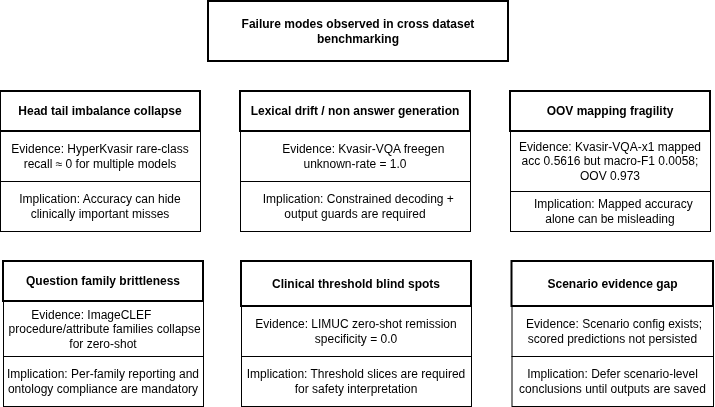 Failure modes observed in cross dataset
benchmarking
Head tail imbalance collapse
Evidence: HyperKvasir rare-class
recall ≈ 0 for multiple models
Implication: Accuracy can hide
clinically important misses
Lexical drift / non answer generation
Evidence: Kvasir-VQA freegen
unknown-rate = 1.0
Implication: Constrained decoding +
output guards are required
OOV mapping fragility
Evidence: Kvasir-VQA-x1 mapped
acc 0.5616 but macro-F1 0.0058;
OOV 0.973
Implication: Mapped accuracy
alone can be misleading
Question family brittleness
Evidence: ImageCLEF
procedure/attribute families collapse
for zero-shot
Implication: Per-family reporting and
ontology compliance are mandatory
Clinical threshold blind spots
Evidence: LIMUC zero-shot remission
specificity = 0.0
Implication: Threshold slices are required
for safety interpretation
Scenario evidence gap
Evidence: Scenario config exists;
scored predictions not persisted
Implication: Defer scenario-level
conclusions until outputs are saved